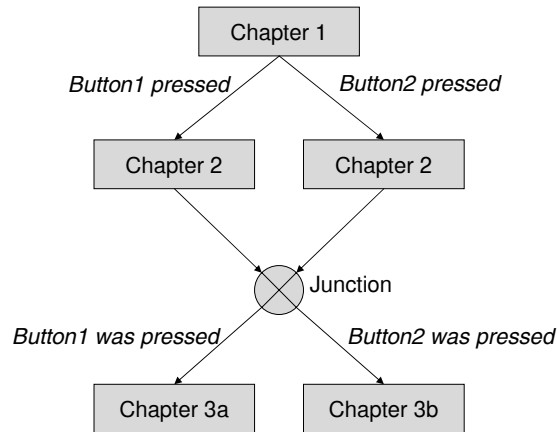 Chapter 1
Button1 pressed
Button2 pressed
Chapter 2
Chapter 2
Junction
Button1 was pressed
Button2 was pressed
Chapter 3a
Chapter 3b